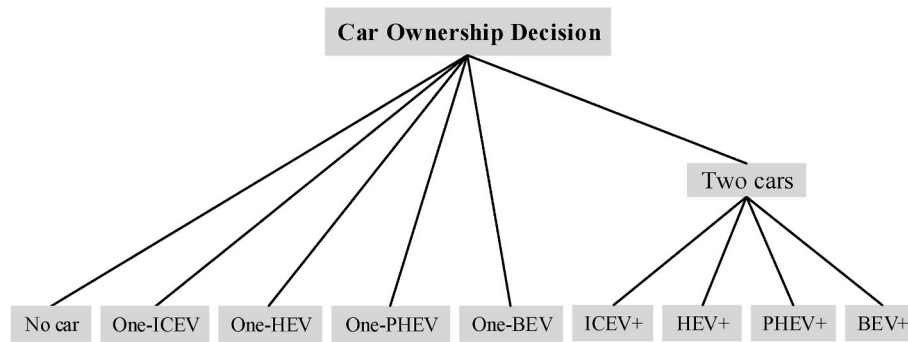 Car Ownership Decision
Two cars
No car
One-ICEV
One-HEV
One-PHEV
One-BEV
ICEV+
HEV+
PHEV+
BEV+